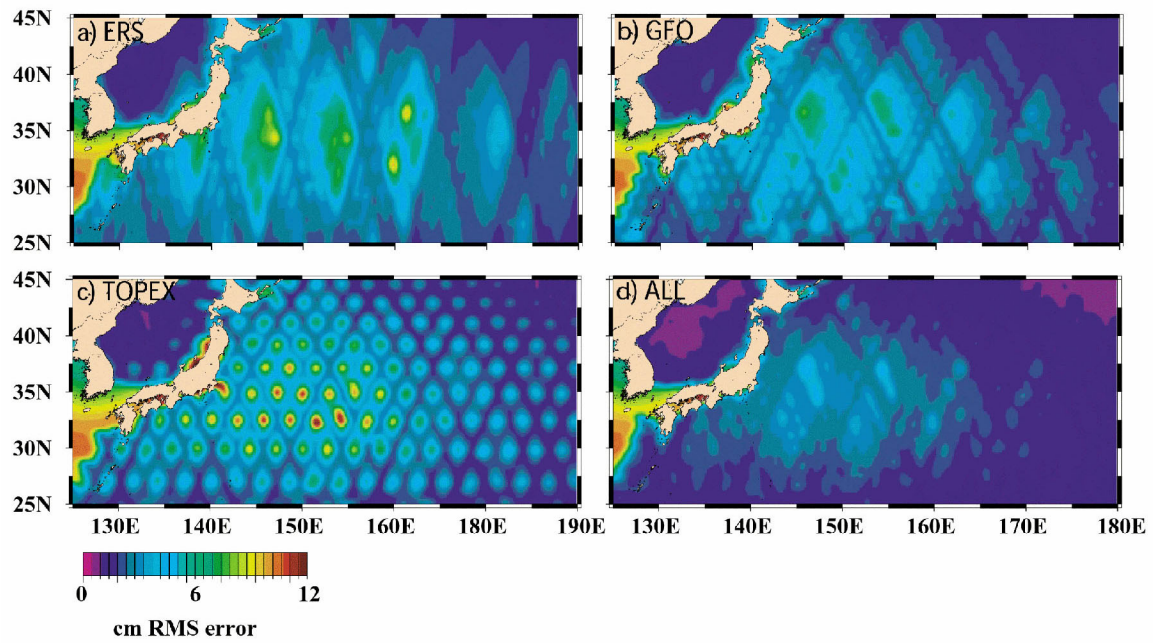 45N
a) ERS
b) GFO
40N
35N
30N
25N
45N
c) TOPEX
d) ALL
40N
35N
30N
25N
130E 140E 150E 160E 180E 190E
130E 140E 150E 160E 170E 180E
0 6 12
cm RMS error